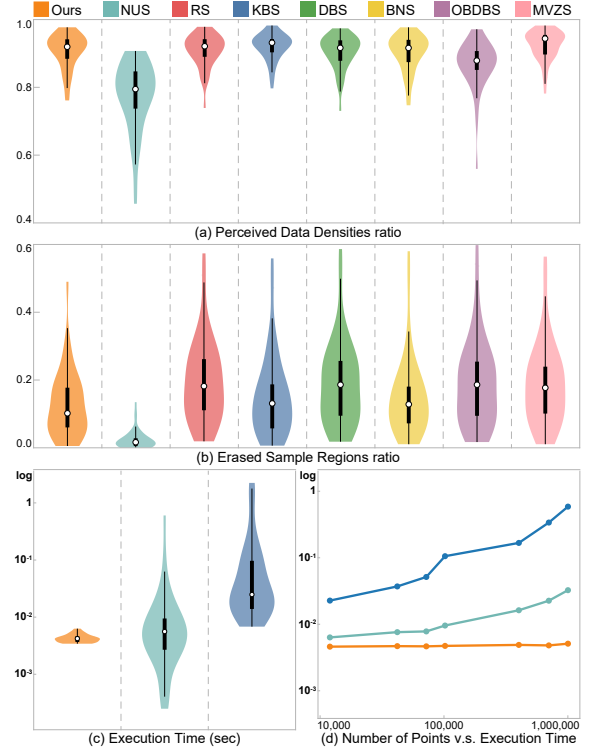 Ours NUS RS KBS DBS BNS OBDBS MVZS
1.0
0.8
0.6
0.4
(a) Perceived Data Densities ratio
0.6
0.4
0.2
0.0
(b) Erased Sample Regions ratio
log
1
10⁻¹
10⁻²
10⁻³
(c) Execution Time (sec)
log
1
10⁻¹
10⁻²
10⁻³
10,000 100,000 1,000,000
(d) Number of Points v.s. Execution Time